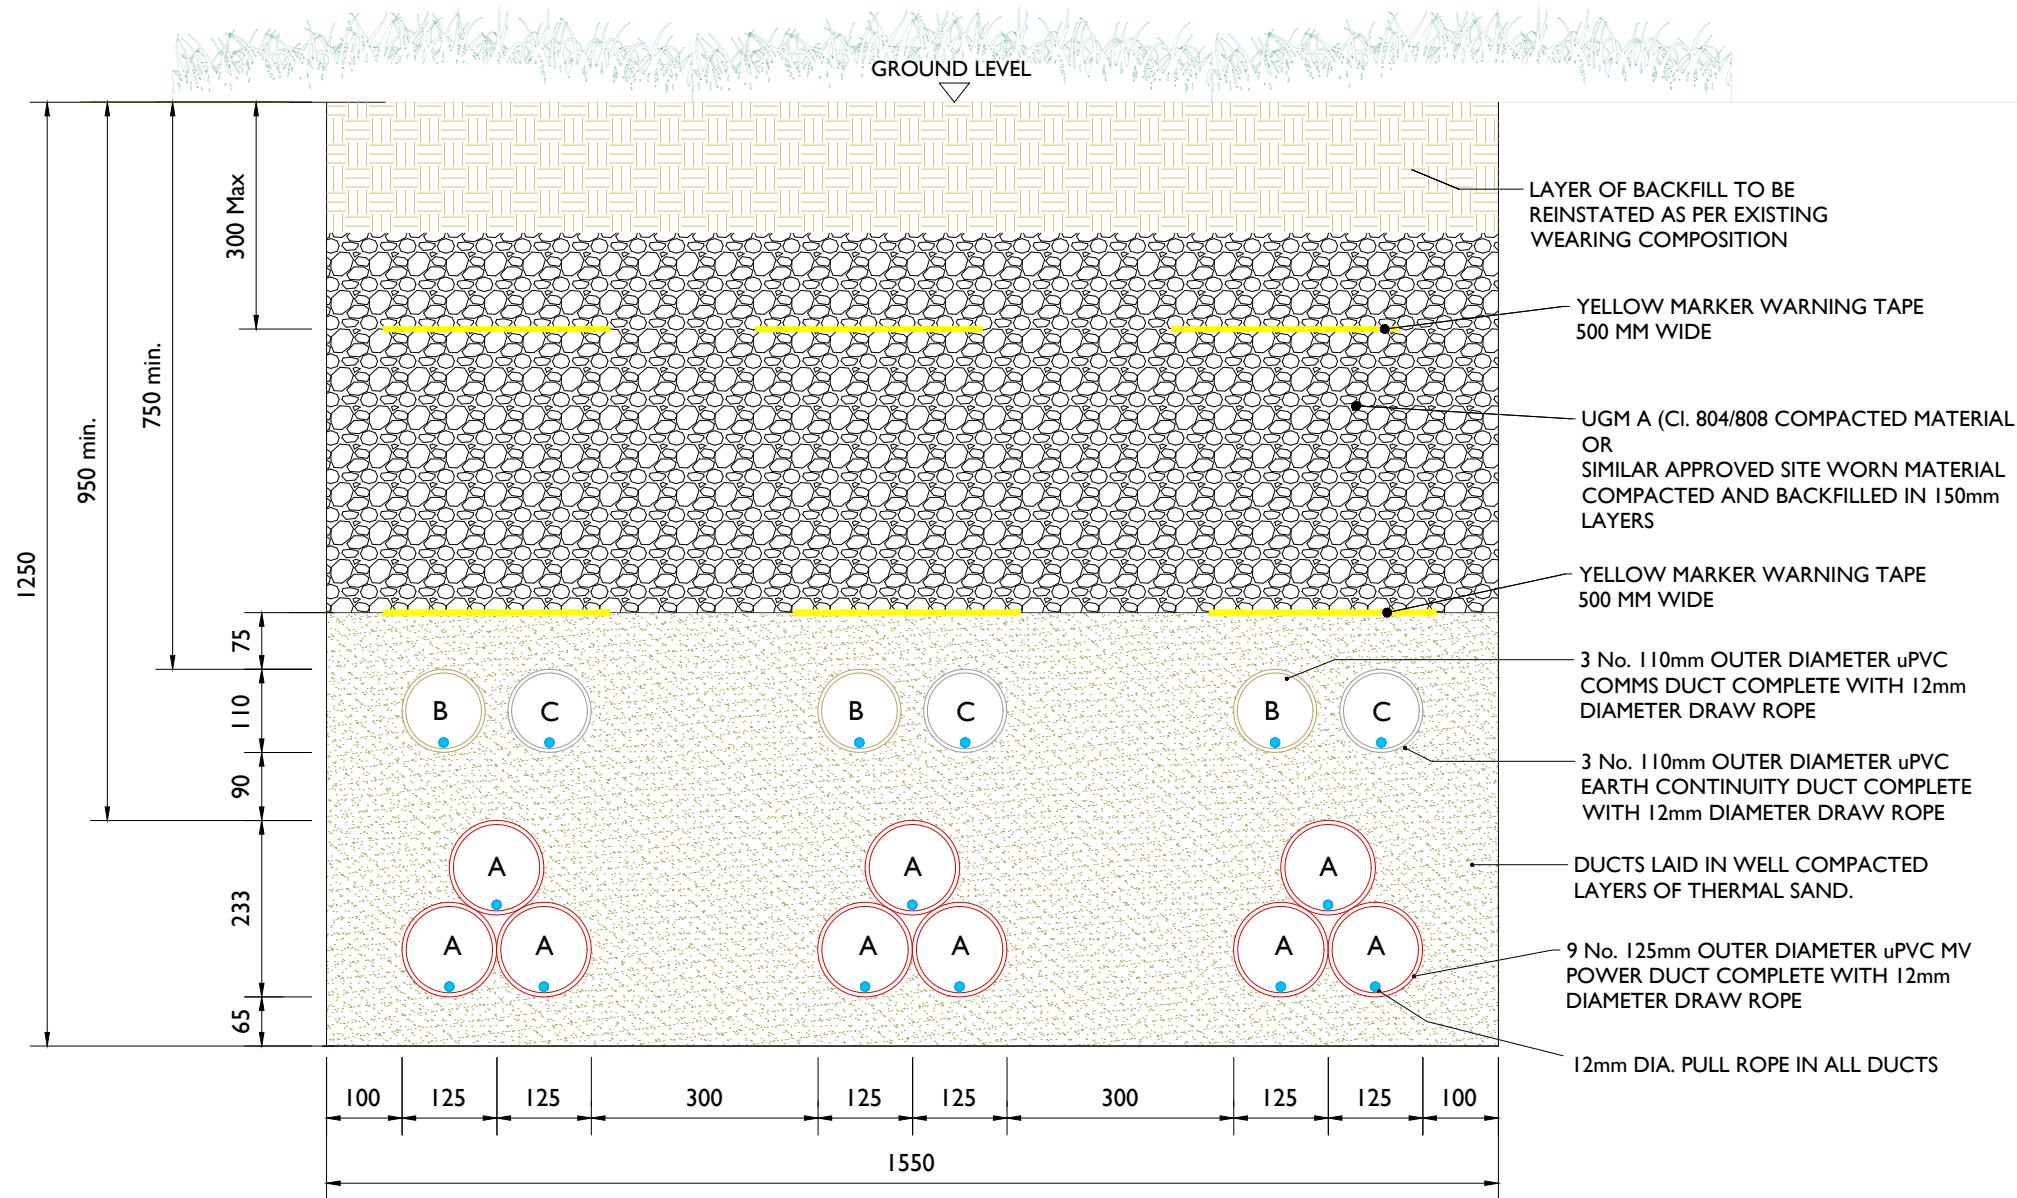 GROUND LEVEL
LAYER OF BACKFILL TO BE
REINSTATED AS PER EXISTING
WEARING COMPOSITION
YELLOW MARKER WARNING TAPE
500 MM WIDE
UGM A (Cl. 804/808 COMPACTED MATERIAL
OR
SIMILAR APPROVED SITE WORN MATERIAL
COMPACTED AND BACKFILLED IN 150mm
LAYERS
YELLOW MARKER WARNING TAPE
500 MM WIDE
3 No. 110mm OUTER DIAMETER uPVC
COMMS DUCT COMPLETE WITH 12mm
DIAMETER DRAW ROPE
3 No. 110mm OUTER DIAMETER uPVC
EARTH CONTINUITY DUCT COMPLETE
WITH 12mm DIAMETER DRAW ROPE
DUCTS LAID IN WELL COMPACTED
LAYERS OF THERMAL SAND.
9 No. 125mm OUTER DIAMETER uPVC MV
POWER DUCT COMPLETE WITH 12mm
DIAMETER DRAW ROPE
12mm DIA. PULL ROPE IN ALL DUCTS
1250
950 min.
750 min.
300 Max
75
110
90
233
65
B C B C B C
A A A
A A A A A A
100 125 125 300 125 125 300 125 125 100
1550